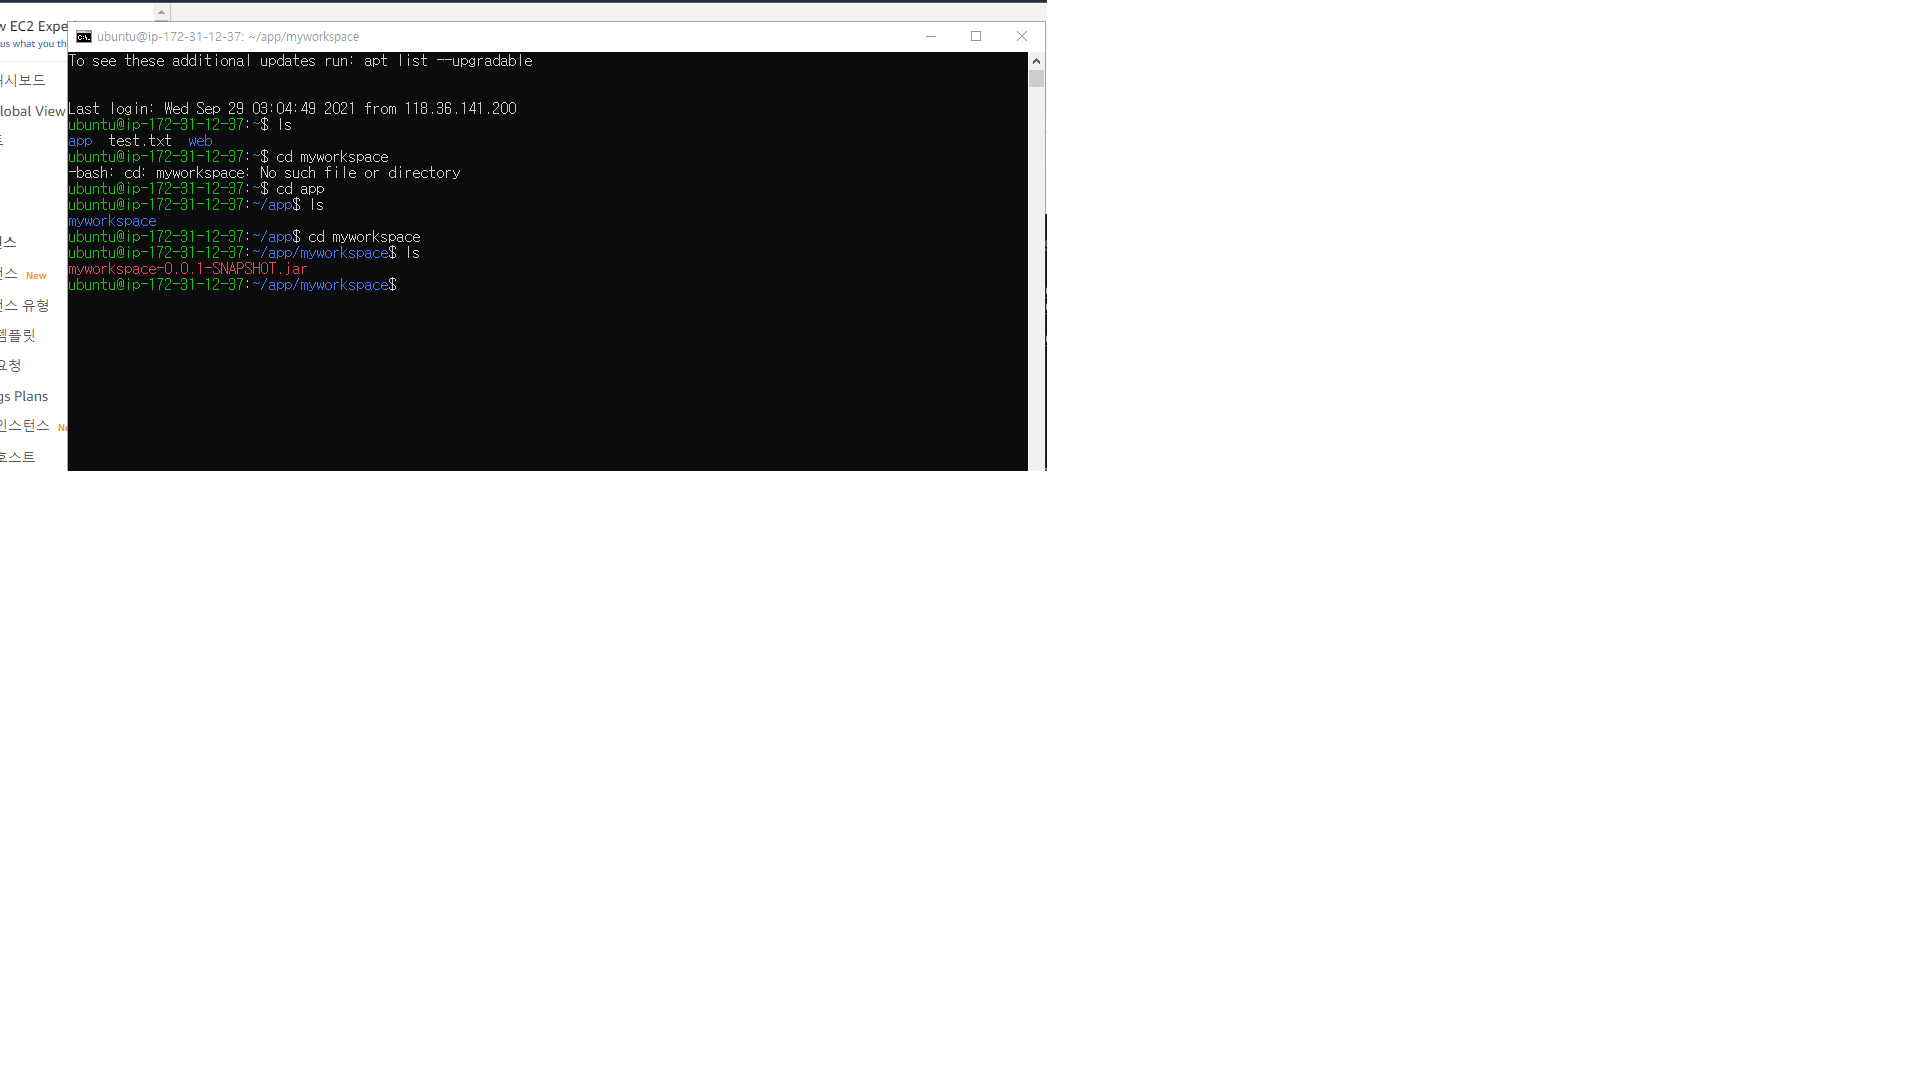 w EC2 Expe
us what you th
시보드
lobal View
트
스
스 New
스 유형
템플릿
요청
gs Plans
인스턴스 Ne
호스트
ubuntu@ip-172-31-12-37: ~/app/myworkspace
To see these additional updates run: apt list --upgradable
Last login: Wed Sep 29 03:04:49 2021 from 118.36.141.200
ubuntu@ip-172-31-12-37:~$ ls
app  test.txt  web
ubuntu@ip-172-31-12-37:~$ cd myworkspace
-bash: cd: myworkspace: No such file or directory
ubuntu@ip-172-31-12-37:~$ cd app
ubuntu@ip-172-31-12-37:~/app$ ls
myworkspace
ubuntu@ip-172-31-12-37:~/app$ cd myworkspace
ubuntu@ip-172-31-12-37:~/app/myworkspace$ ls
myworkspace-0.0.1-SNAPSHOT.jar
ubuntu@ip-172-31-12-37:~/app/myworkspace$